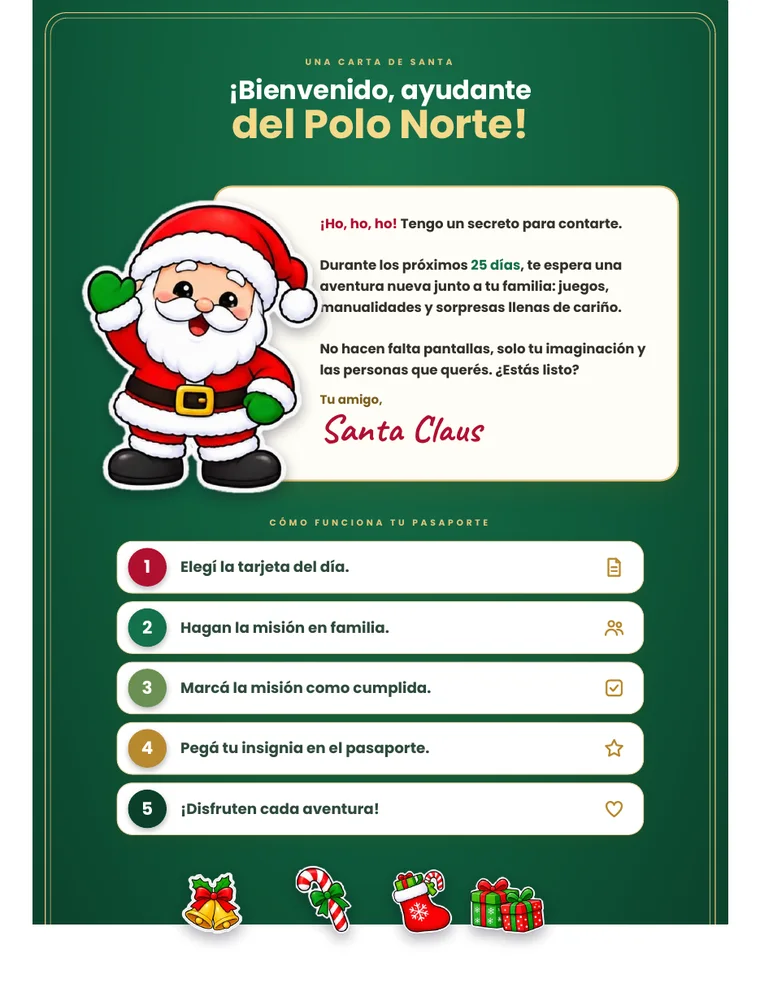 UNA CARTA DE SANTA
¡Bienvenido, ayudante
del Polo Norte!
¡Ho, ho, ho! Tengo un secreto para contarte.
Durante los próximos 25 días, te espera una
aventura nueva junto a tu familia: juegos,
manualidades y sorpresas llenas de cariño.
No hacen falta pantallas, solo tu imaginación y
las personas que querés. ¿Estás listo?
Tu amigo,
Santa Claus
CÓMO FUNCIONA TU PASAPORTE
1 Elegí la tarjeta del día.
2 Hagan la misión en familia.
3 Marcá la misión como cumplida.
4 Pegá tu insignia en el pasaporte.
5 ¡Disfruten cada aventura!